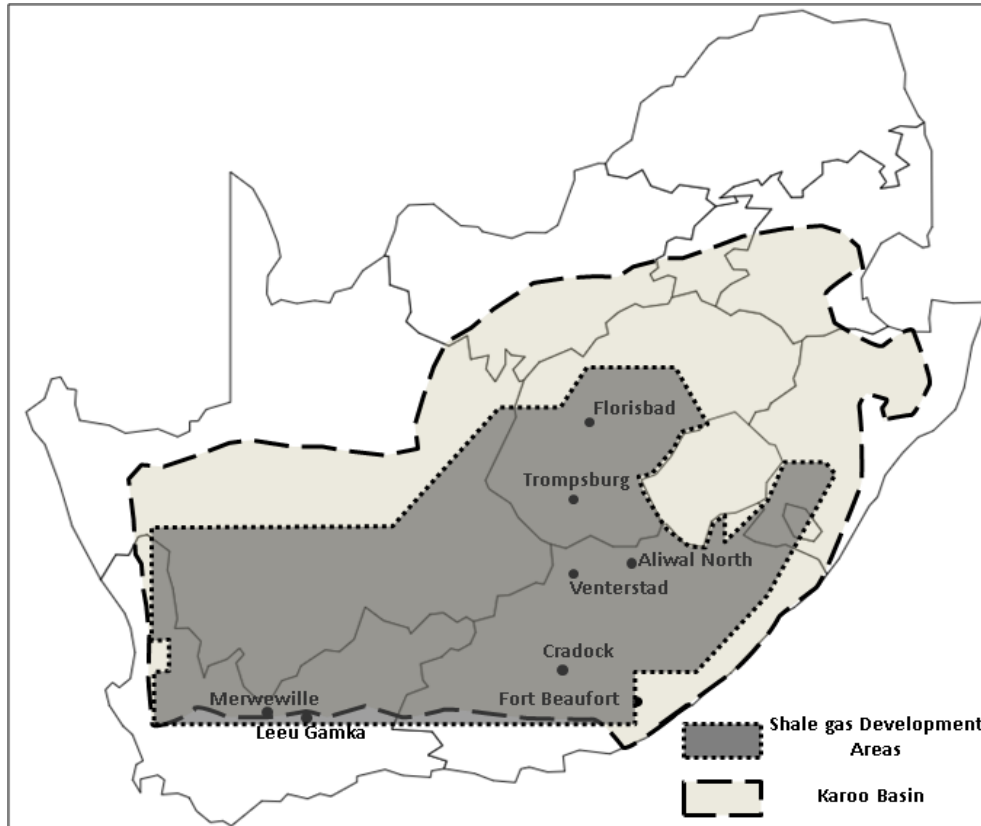 Florisbad
Trompsburg
Aliwal North
Venterstad
Cradock
Merwewille
Fort Beaufort
Leeu Gamka
Shale gas Development
Areas
Karoo Basin